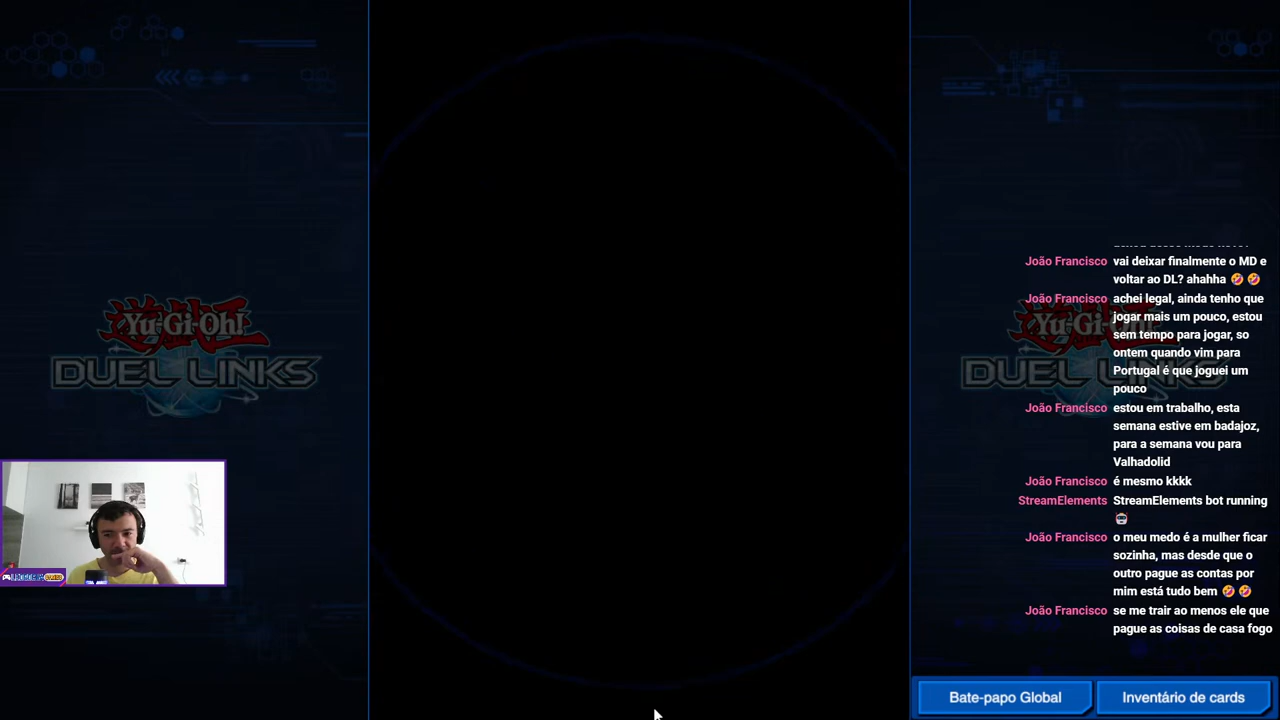 João Francisco vai deixar finalmente o MD e
voltar ao DL? ahahha 🤣 🤣
João Francisco achei legal, ainda tenho que
jogar mais um pouco, estou
sem tempo para jogar, so
ontem quando vim para
Portugal é que joguei um
pouco
João Francisco estou em trabalho, esta
semana estive em badajoz,
para a semana vou para
Valhadolid
João Francisco é mesmo kkkk
StreamElements StreamElements bot running
João Francisco o meu medo é a mulher ficar
sozinha, mas desde que o
outro pague as contas por
mim está tudo bem 🤣 🤣
João Francisco se me trair ao menos ele que
pague as coisas de casa fogo
Yu-Gi-Oh!
DUEL LINKS
Yu-Gi-Oh!
DUEL LINKS
Bate-papo Global
Inventário de cards